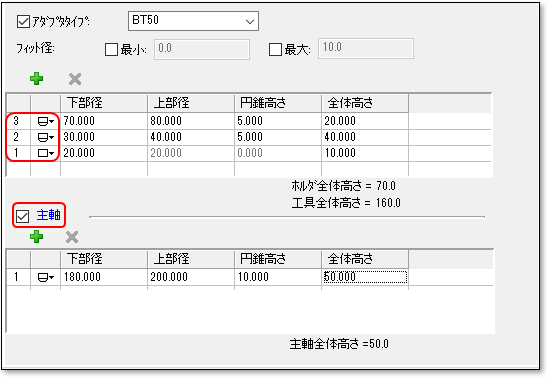 アダプタタイプ: BT50
フィット径: 最小: 0.0 最大: 10.0
下部径 上部径 円錐高さ 全体高さ
3 70.000 80.000 5.000 20.000
2 30.000 40.000 5.000 40.000
1 20.000 20.000 0.000 10.000
ホルダ全体高さ = 70.0
工具全体高さ = 160.0
主軸
下部径 上部径 円錐高さ 全体高さ
1 180.000 200.000 10.000 50.000
主軸全体高さ =50.0